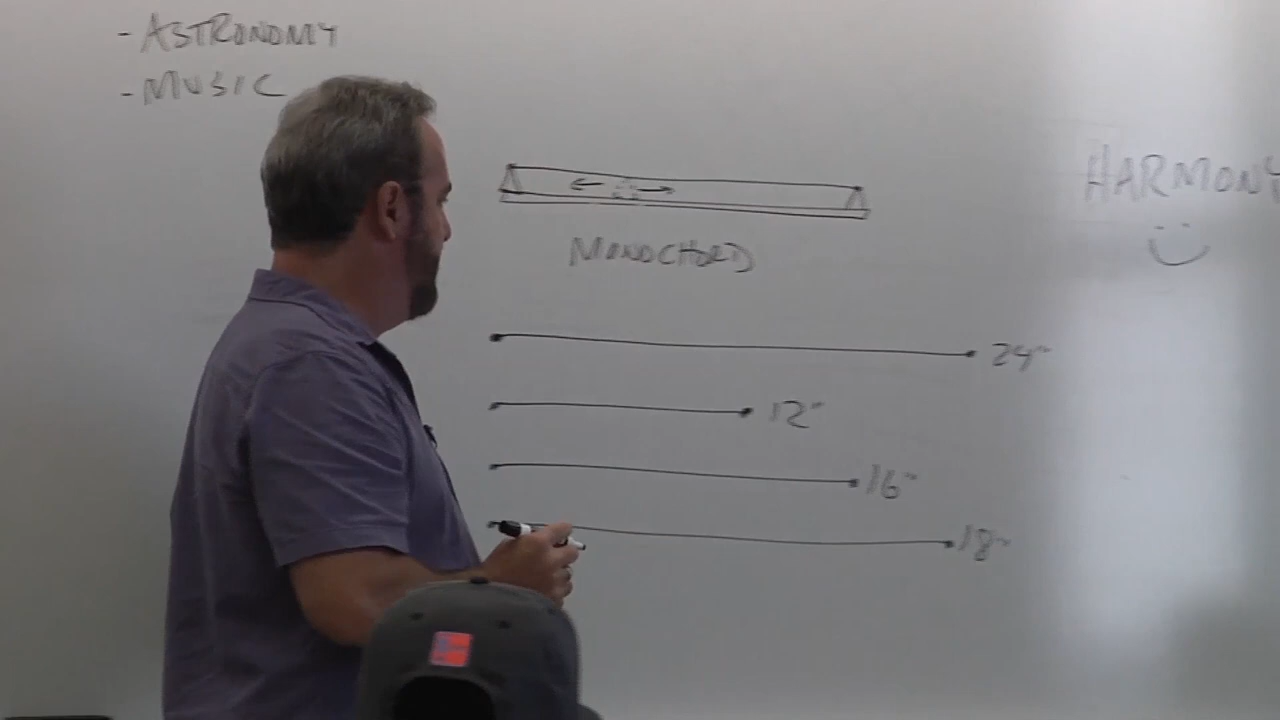 - ASTRONOMY
- MUSIC
HARMONY
MONOCHORD
24"
12"
16"
18"